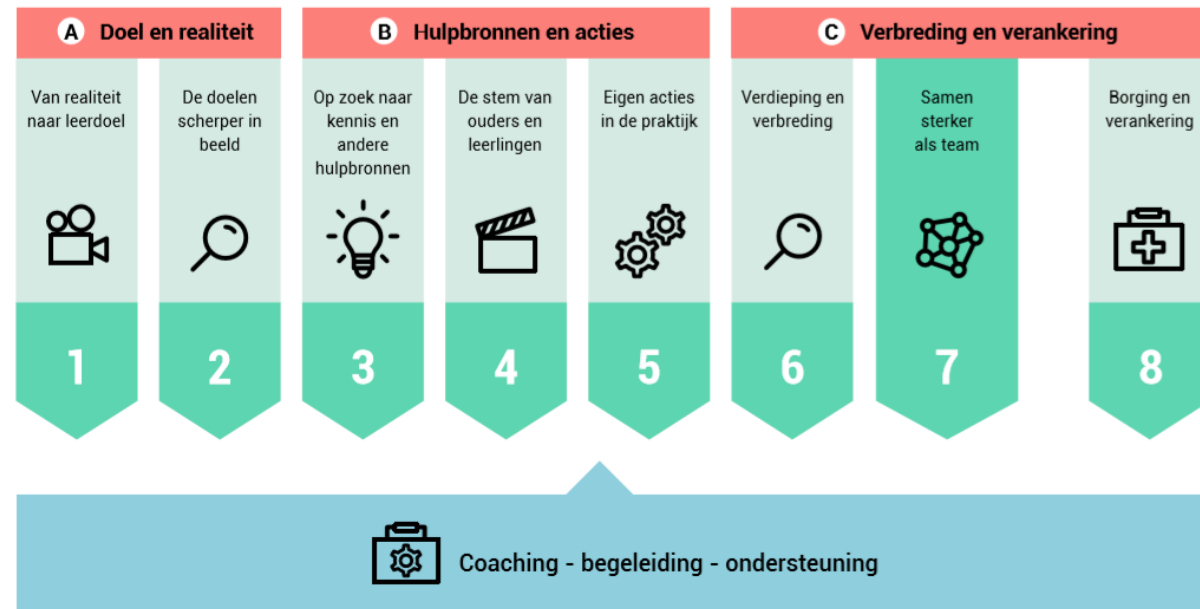 A Doel en realiteit
B Hulpbronnen en acties
C Verbreding en verankering
Van realiteit
naar leerdoel
De doelen
scherper in
beeld
Op zoek naar
kennis en
andere
hulpbronnen
De stem van
ouders en
leerlingen
Eigen acties
in de praktijk
Verdieping en
verbreding
Samen
sterker
als team
Borging en
verankering
1
2
3
4
5
6
7
8
Coaching - begeleiding - ondersteuning